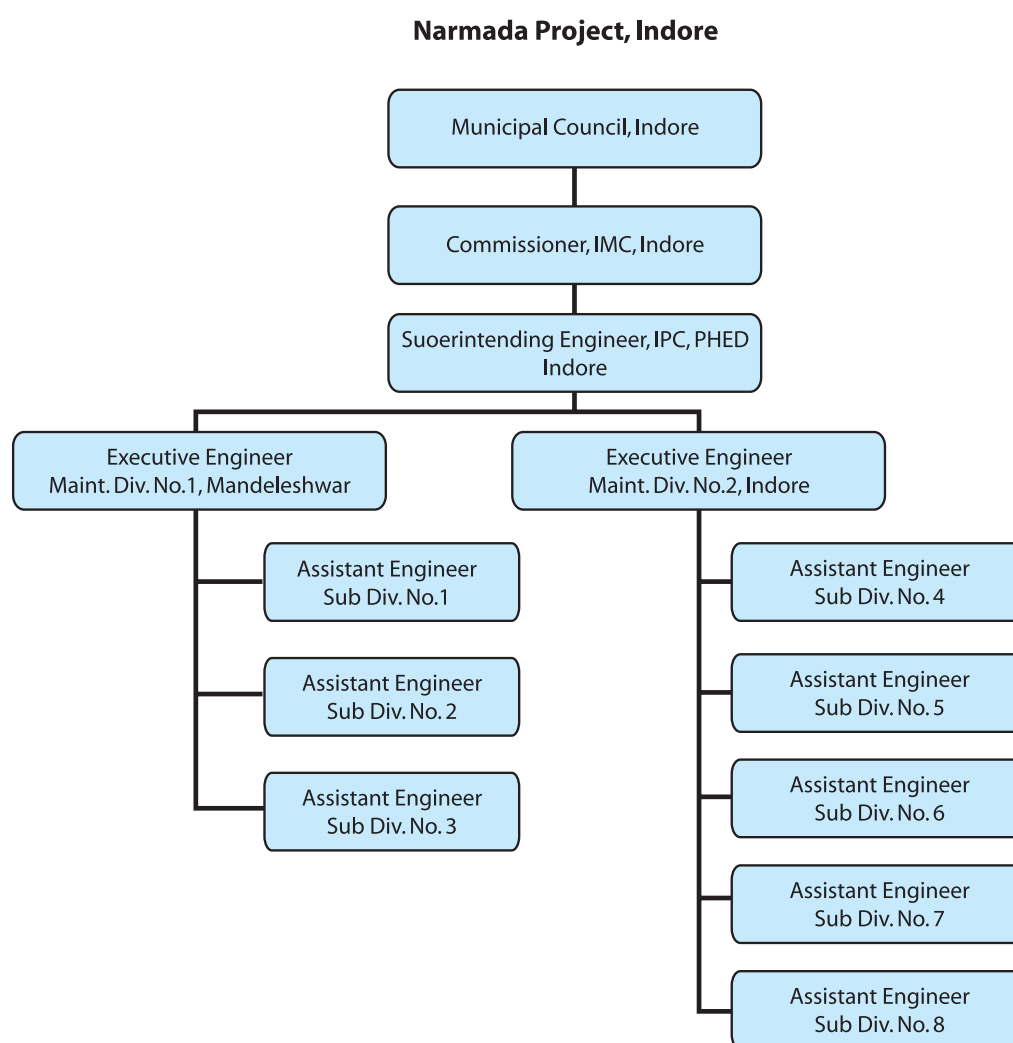 Narmada Project, Indore
Municipal Council, Indore
Commissioner, IMC, Indore
Suoerintending Engineer, IPC, PHED
Indore
Executive Engineer
Maint. Div. No.1, Mandeleshwar
Executive Engineer
Maint. Div. No.2, Indore
Assistant Engineer
Sub Div. No.1
Assistant Engineer
Sub Div. No. 2
Assistant Engineer
Sub Div. No. 3
Assistant Engineer
Sub Div. No. 4
Assistant Engineer
Sub Div. No. 5
Assistant Engineer
Sub Div. No. 6
Assistant Engineer
Sub Div. No. 7
Assistant Engineer
Sub Div. No. 8